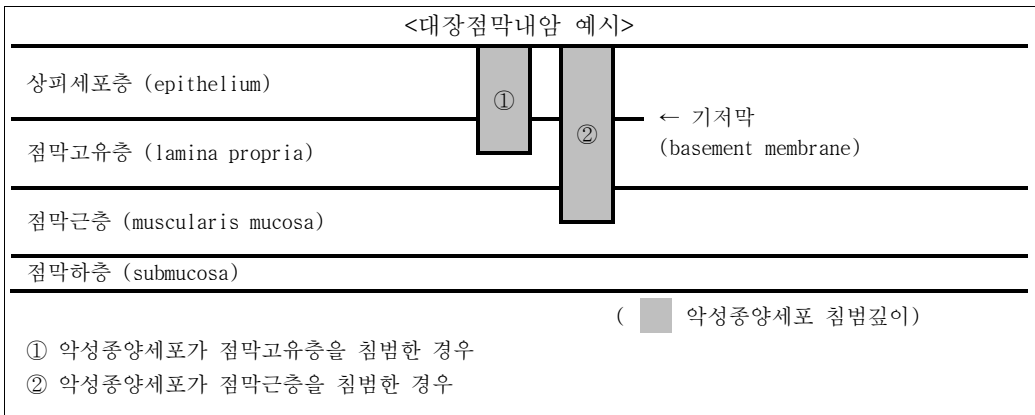 <대장점막내암 예시>
상피세포층 (epithelium)
①
← 기저막
②
점막고유층 (lamina propria)
(basement membrane)
점막근층 (muscularis mucosa)
점막하층 (submucosa)
( 악성종양세포 침범깊이)
① 악성종양세포가 점막고유층을 침범한 경우
② 악성종양세포가 점막근층을 침범한 경우